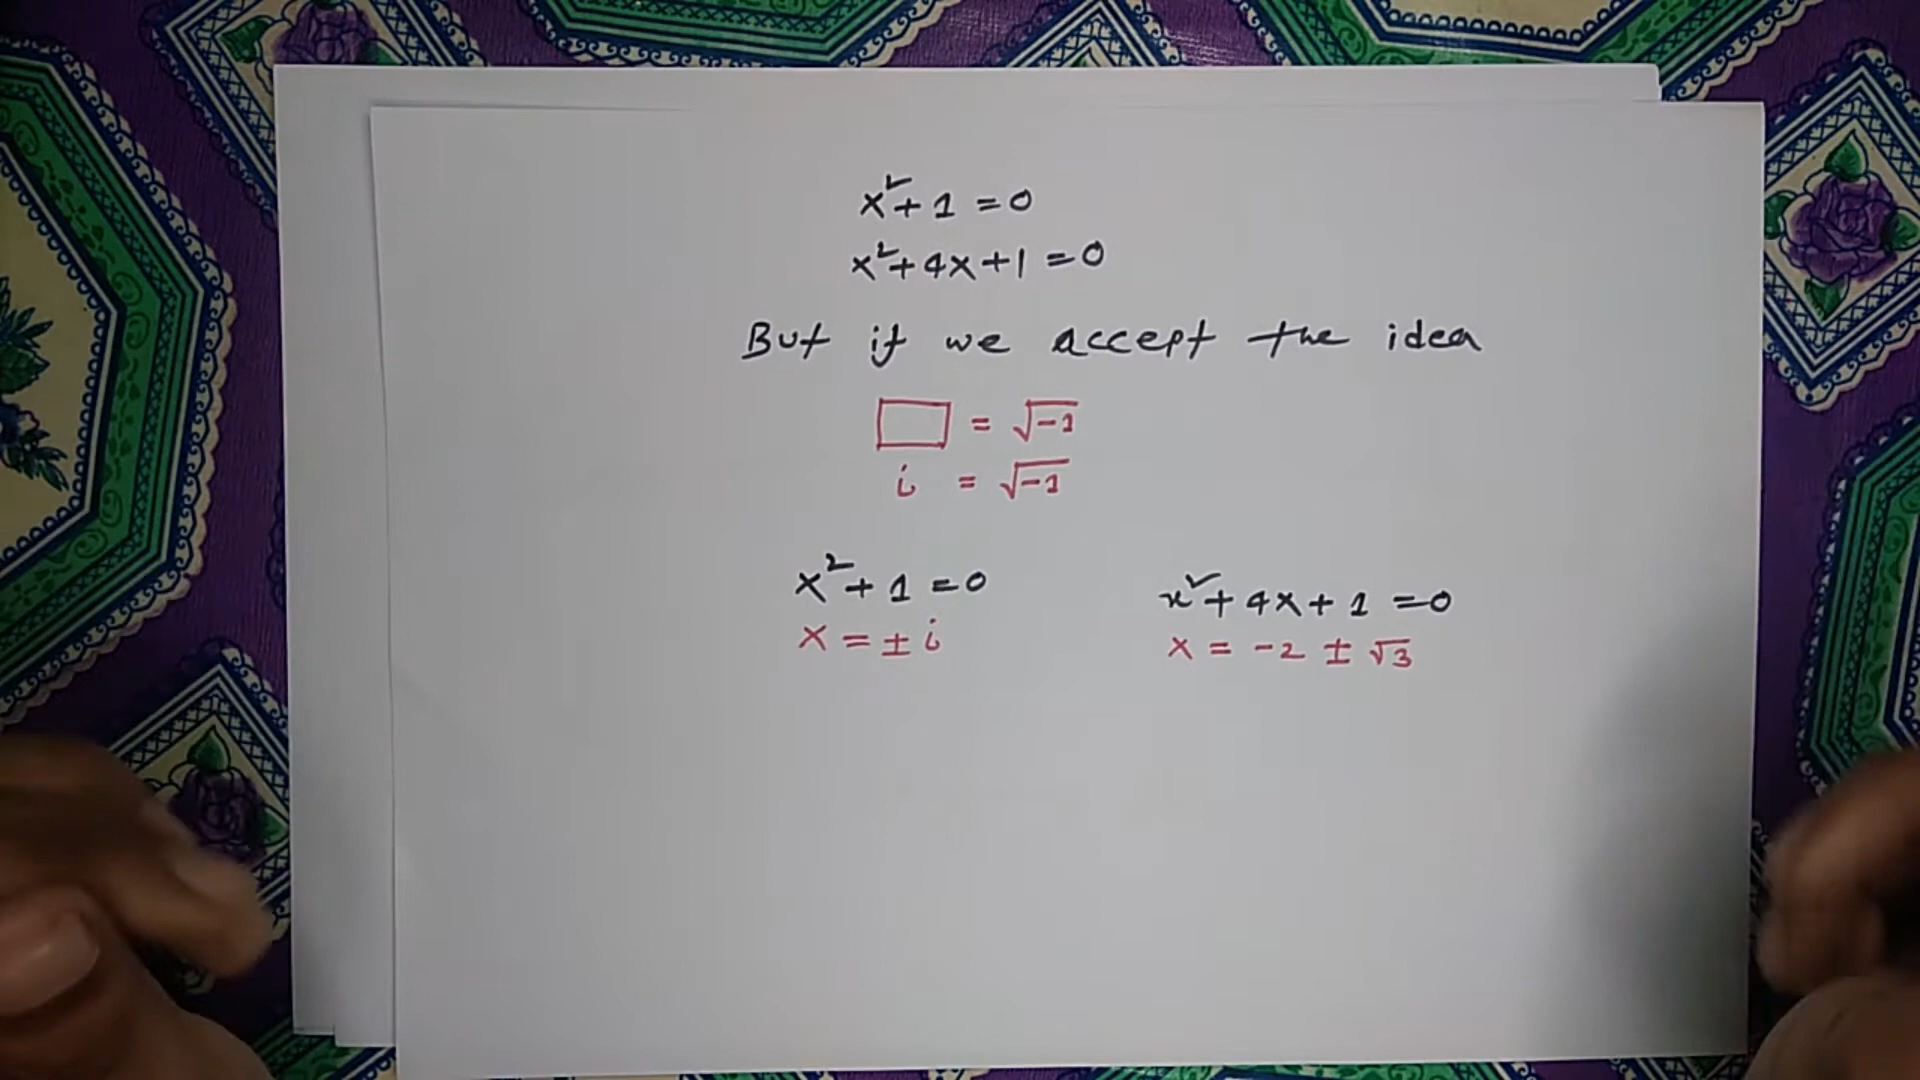 x²+1=0
x²+4x+1=0
But if we accept the idea
□ = √-1
i = √-1
x²+1=0
x=±i
x²+4x+1=0
x = -2 ± √3